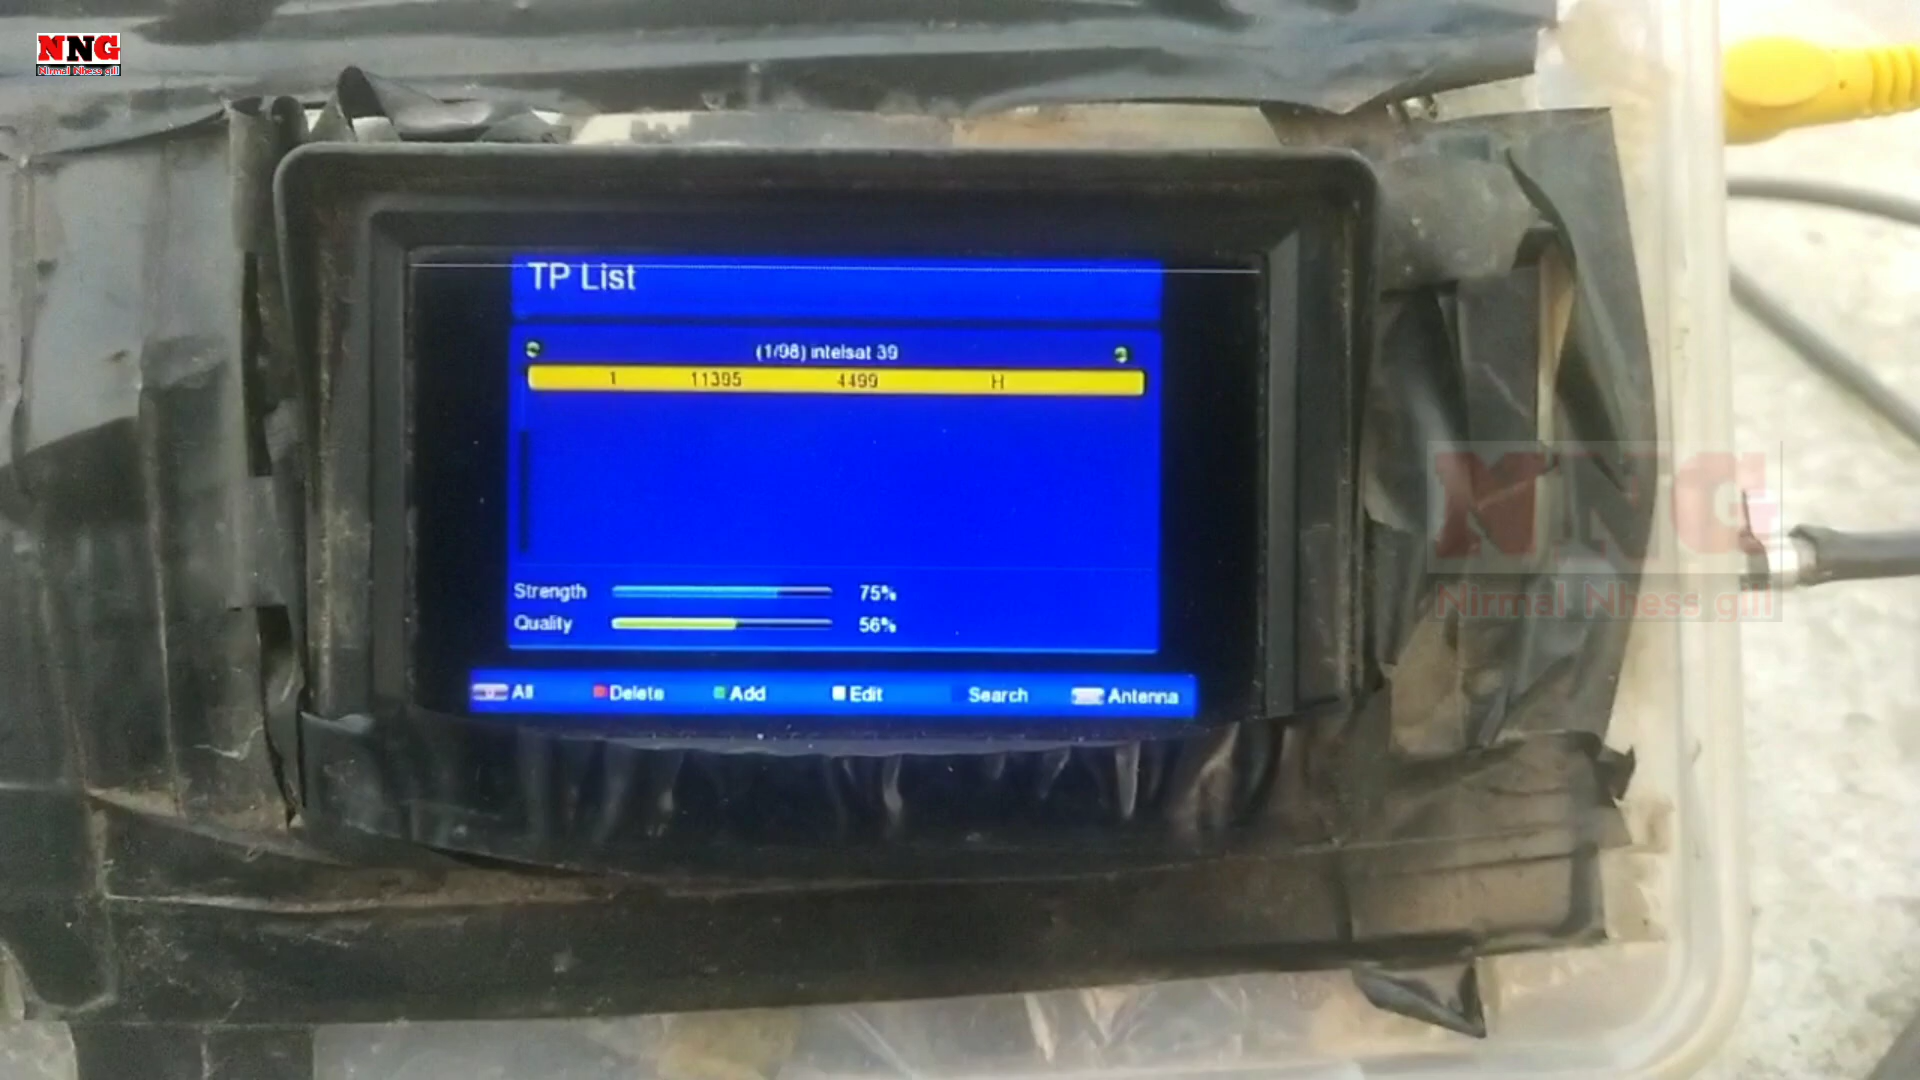 NNG
Nirmal Nhess gill
TP List
(1/98) intelsat 39
1 11395 4499 H
Strength 75%
Quality 56%
All Delete Add Edit Search Antenna
NNG
Nirmal Nhess gill